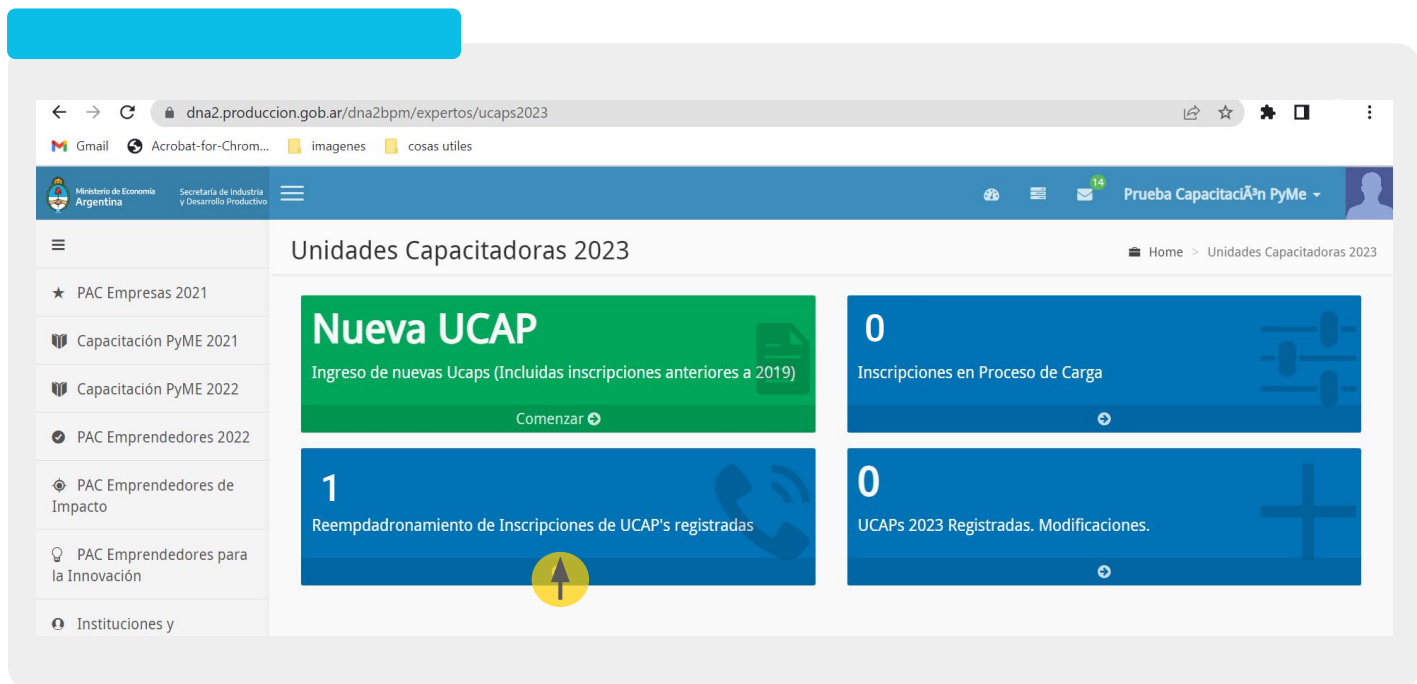 dna2.produccion.gob.ar/dna2bpm/expertos/ucaps2023
Gmail Acrobat-for-Chrom... imagenes cosas utiles
Ministerio de Economía
Argentina
Secretaría de Industria
y Desarrollo Productivo
14
Prueba CapacitaciÃ³n PyMe
Unidades Capacitadoras 2023
Home > Unidades Capacitadoras 2023
PAC Empresas 2021
Capacitación PyME 2021
Capacitación PyME 2022
PAC Emprendedores 2022
PAC Emprendedores de
Impacto
PAC Emprendedores para
la Innovación
Instituciones y
Nueva UCAP
Ingreso de nuevas Ucaps (Incluidas inscripciones anteriores a 2019)
Comenzar
0
Inscripciones en Proceso de Carga
1
Reempdadronamiento de Inscripciones de UCAP's registradas
0
UCAPs 2023 Registradas. Modificaciones.